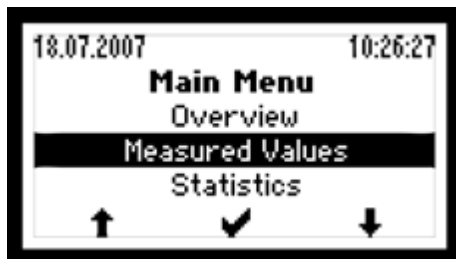 18.07.2007 10:26:27
Main Menu
Overview
Measured Values
Statistics